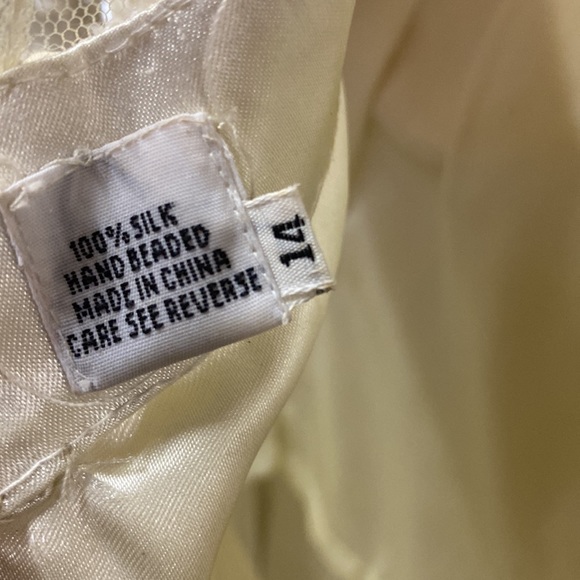 100% SILK
HAND BEADED
MADE IN CHINA
CARE SEE REVERSE
14